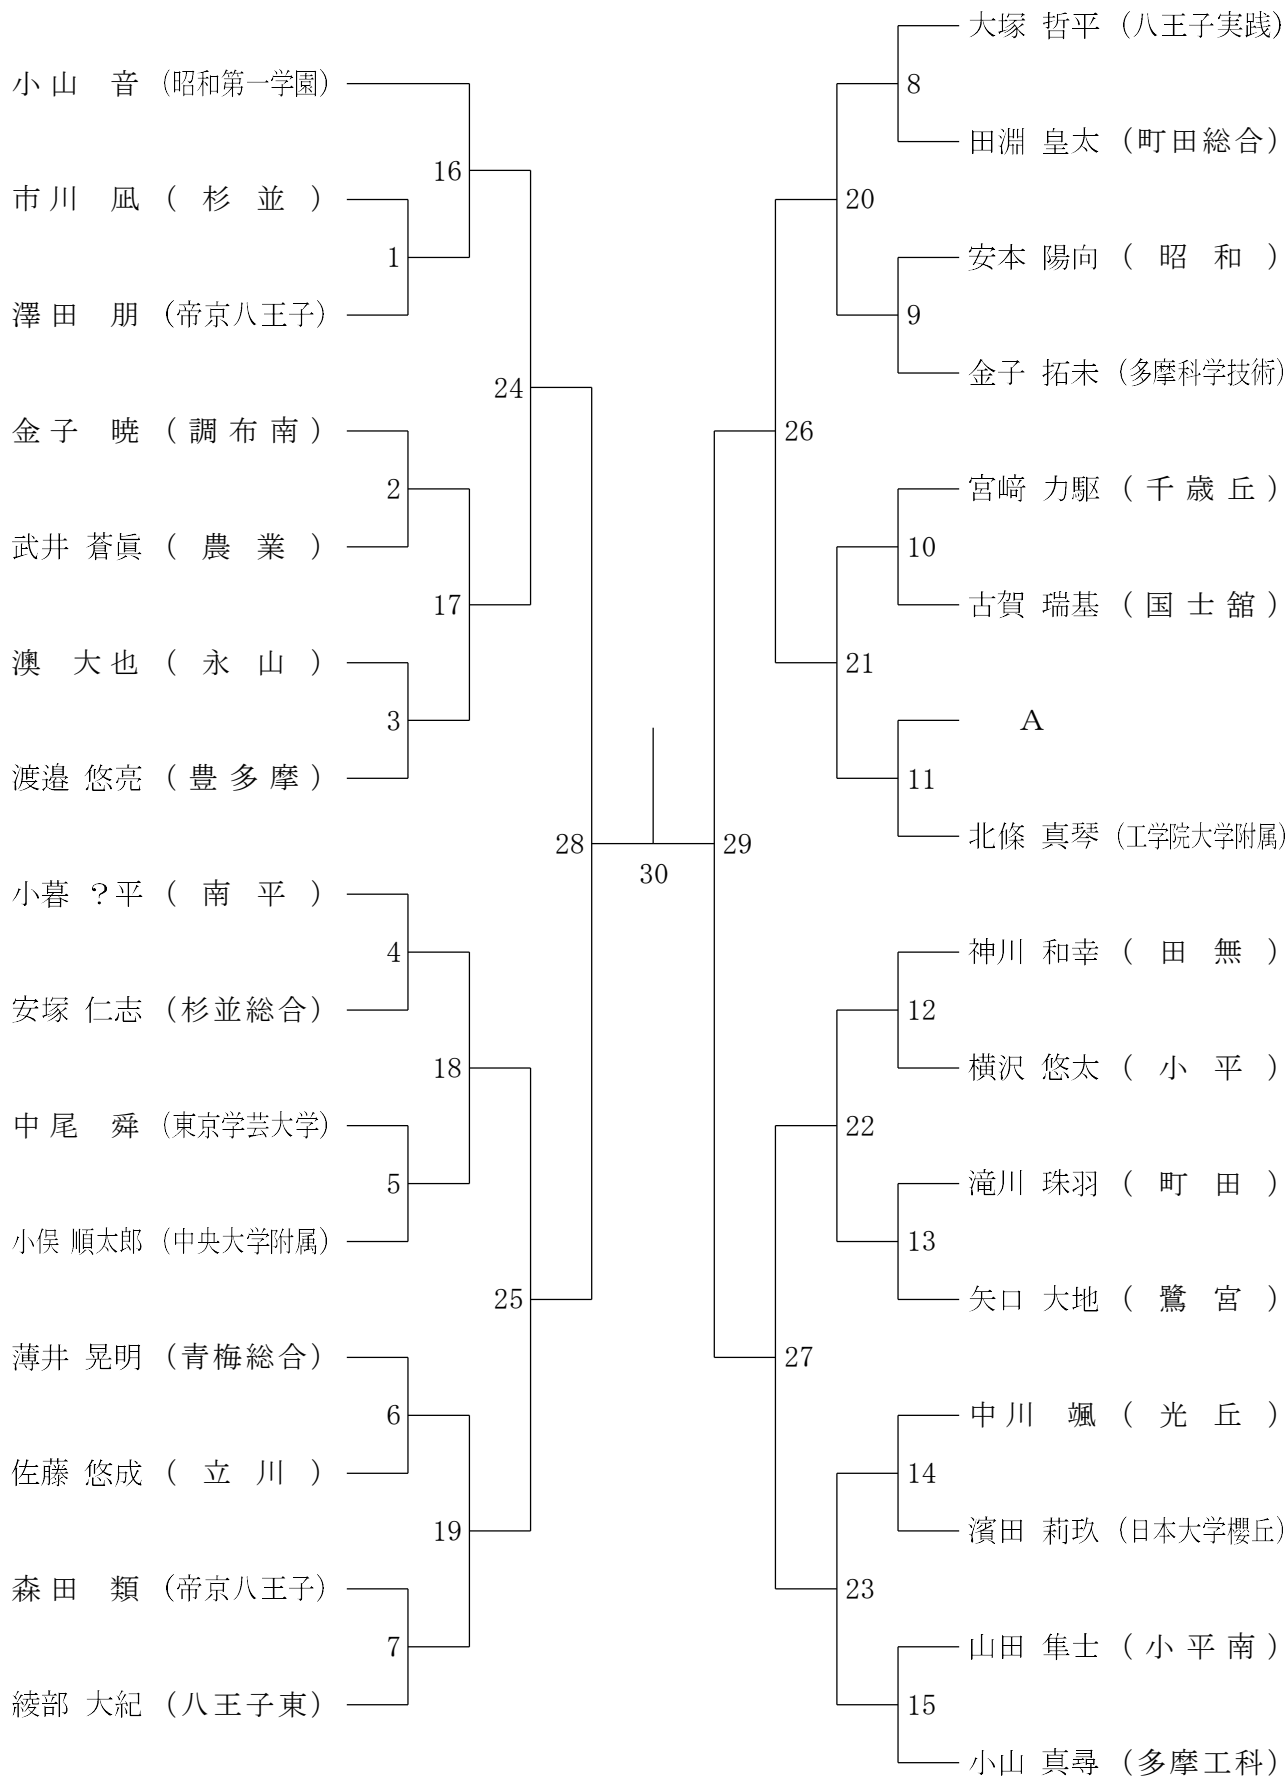 小山 音 (昭和第一学園)
16
市川 凪 ( 杉 並 )
1
澤田 朋 (帝京八王子)
24
金子 暁 ( 調布南 )
2
武井 蒼眞 ( 農 業 )
17
澳 大也 ( 永 山 )
3
渡邉 悠亮 ( 豊多摩 )
28
小暮 ?平 ( 南 平 )
4
安塚 仁志 (杉並総合)
18
中尾 舜 (東京学芸大学)
5
小俣 順太郎 (中央大学附属)
25
薄井 晃明 (青梅総合)
6
佐藤 悠成 ( 立 川 )
19
森田 類 (帝京八王子)
7
綾部 大紀 (八王子東)
30
大塚 哲平 (八王子実践)
8
田淵 皇太 (町田総合)
20
安本 陽向 ( 昭 和 )
9
金子 拓未 (多摩科学技術)
26
宮﨑 力駆 ( 千歳丘 )
10
古賀 瑞基 ( 国士舘 )
21
A
11
北條 真琴 (工学院大学附属)
29
神川 和幸 ( 田 無 )
12
横沢 悠太 ( 小 平 )
22
滝川 珠羽 ( 町 田 )
13
矢口 大地 ( 鷺 宮 )
27
中川 颯 ( 光 丘 )
14
濱田 莉玖 (日本大学櫻丘)
23
山田 隼士 ( 小平南 )
15
小山 真尋 (多摩工科)